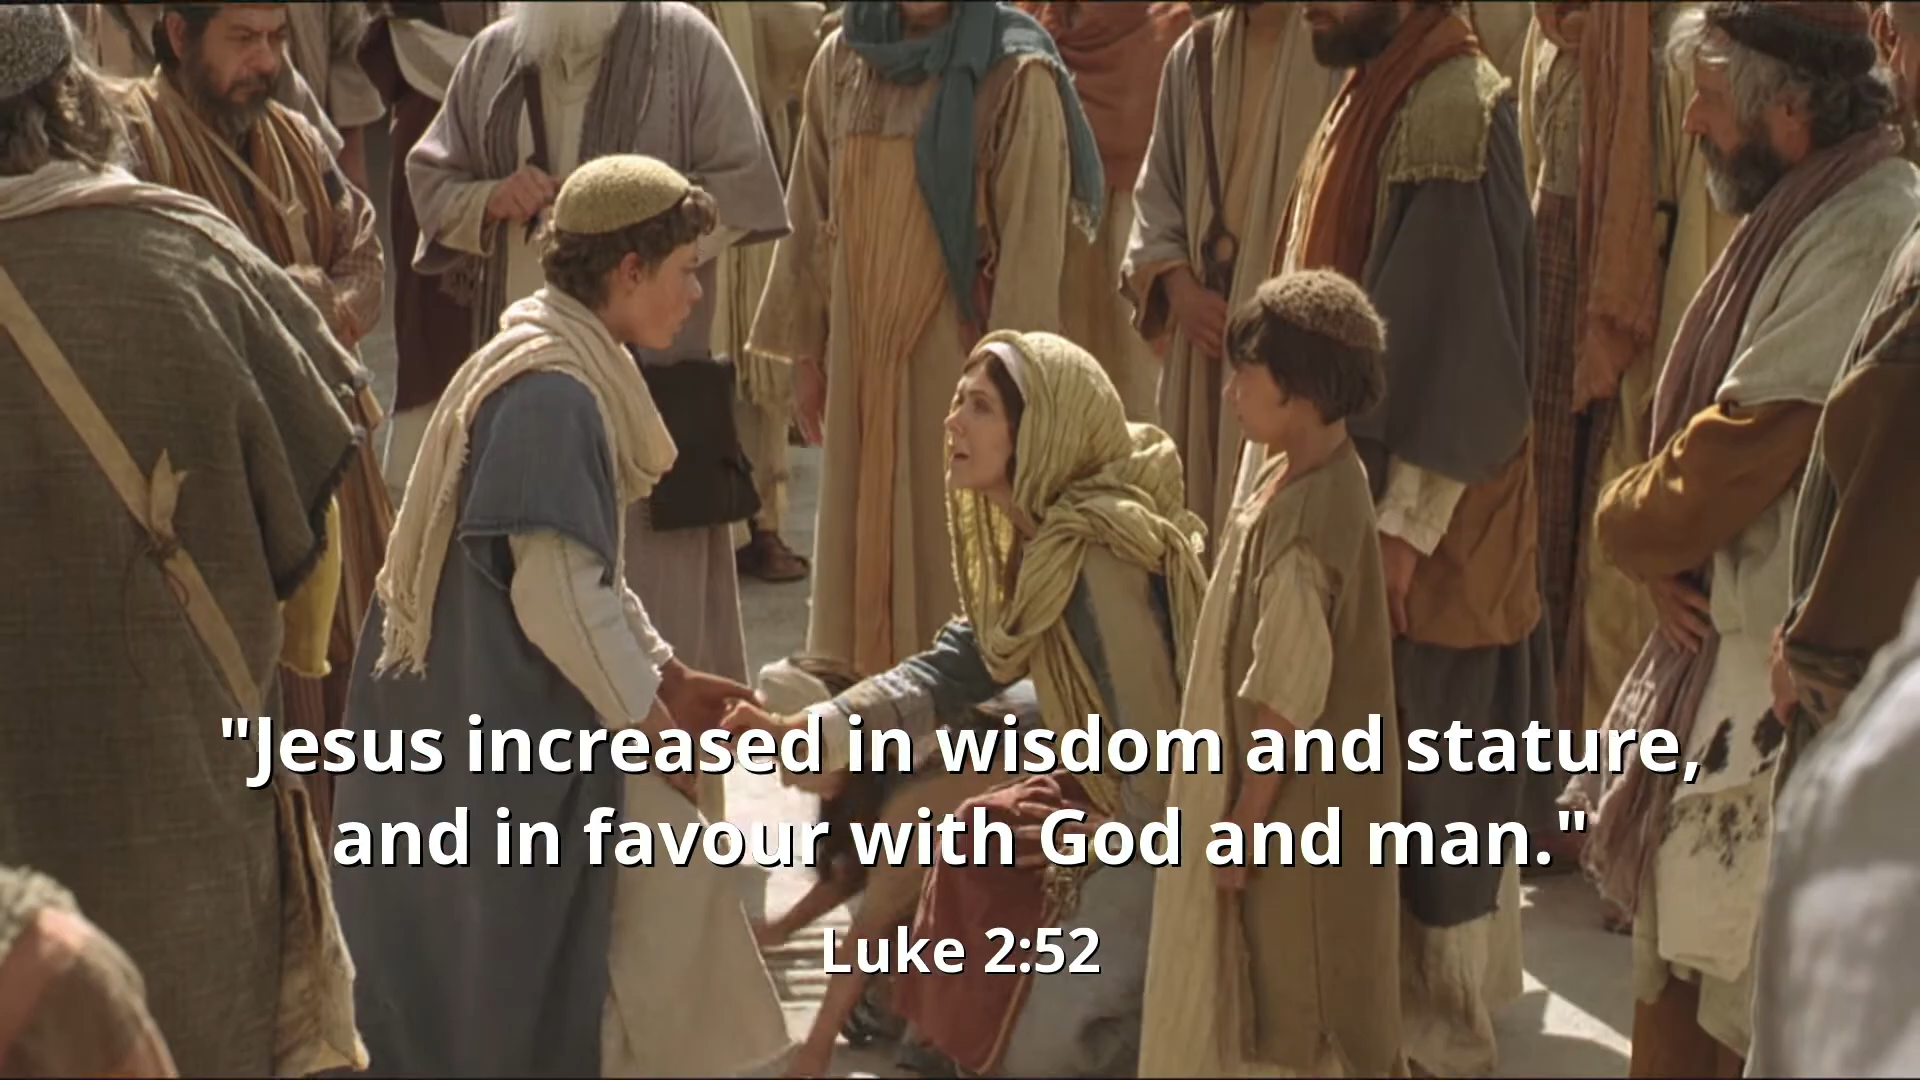 "Jesus increased in wisdom and stature,
and in favour with God and man."
Luke 2:52